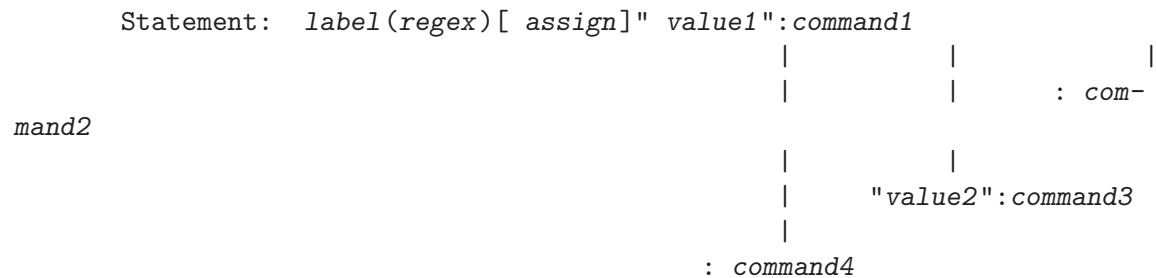 Statement: label(regex)[ assign]" value1":command1
| | |
| | : com-
mand2
| |
| "value2":command3
|
: command4